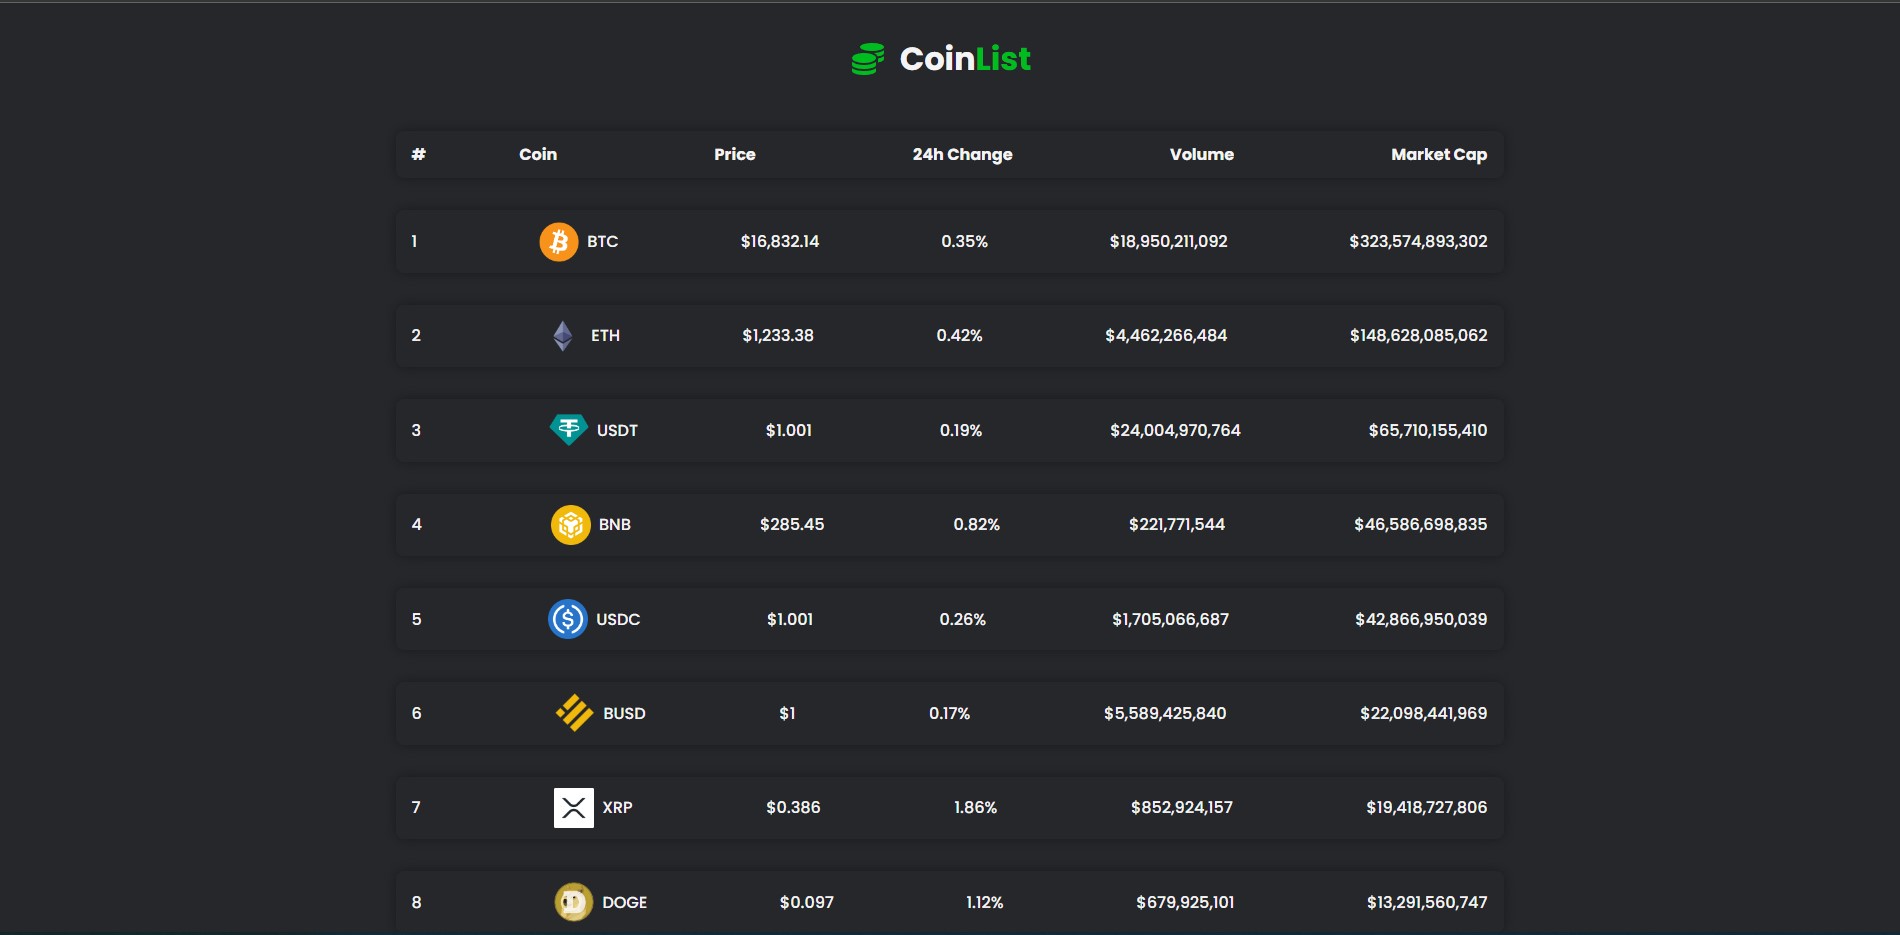 CoinList
# Coin Price 24h Change Volume Market Cap
1 BTC $16,832.14 0.35% $18,950,211,092 $323,574,893,302
2 ETH $1,233.38 0.42% $4,462,266,484 $148,628,085,062
3 USDT $1.001 0.19% $24,004,970,764 $65,710,155,410
4 BNB $285.45 0.82% $221,771,544 $46,586,698,835
5 USDC $1.001 0.26% $1,705,066,687 $42,866,950,039
6 BUSD $1 0.17% $5,589,425,840 $22,098,441,969
7 XRP $0.386 1.86% $852,924,157 $19,418,727,806
8 DOGE $0.097 1.12% $679,925,101 $13,291,560,747